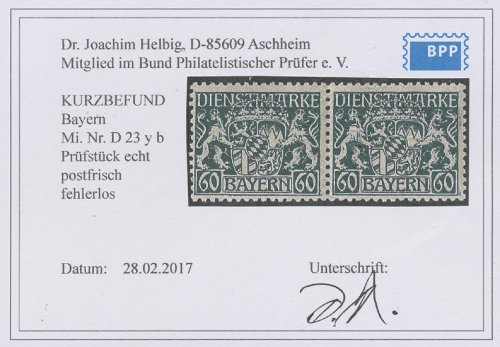 Dr. Joachim Helbig, D-85609 Aschheim
Mitglied im Bund Philatelistischer Prüfer e. V.
BPP
KURZBEFUND
Bayern
Mi. Nr. D 23 y b
Prüfstück echt
postfrisch
fehlerlos
DIENSTMARKE DIENSTMARKE
60 BAYERN 60 60 BAYERN 60
Datum: 28.02.2017 Unterschrift: